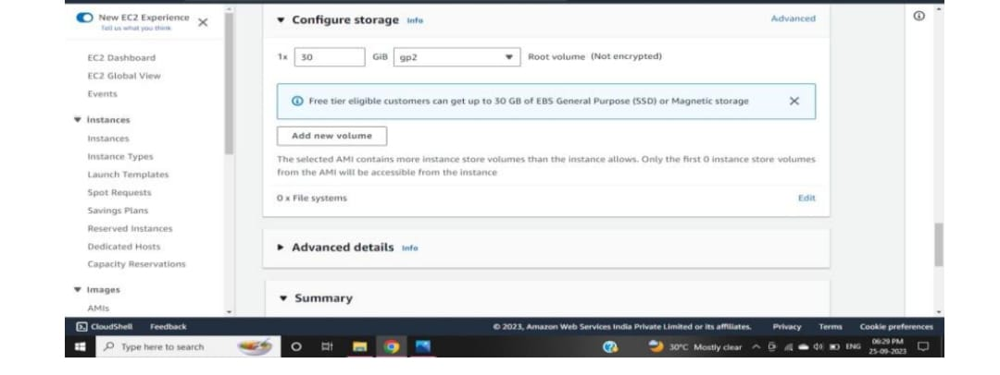 New EC2 Experience
Tell us what you think
EC2 Dashboard
EC2 Global View
Events
Instances
Instances
Instance Types
Launch Templates
Spot Requests
Savings Plans
Reserved Instances
Dedicated Hosts
Capacity Reservations
Images
AMIs
Configure storage Info
Advanced
1x 30 GiB gp2 Root volume (Not encrypted)
Free tier eligible customers can get up to 30 GB of EBS General Purpose (SSD) or Magnetic storage
Add new volume
The selected AMI contains more instance store volumes than the instance allows. Only the first 0 instance store volumes
from the AMI will be accessible from the instance
0 x File systems
Edit
Advanced details Info
Summary
CloudShell Feedback © 2023, Amazon Web Services India Private Limited or its affiliates. Privacy Terms Cookie preferences
Type here to search 30°C Mostly clear ENG 06:29 PM
25-09-2023